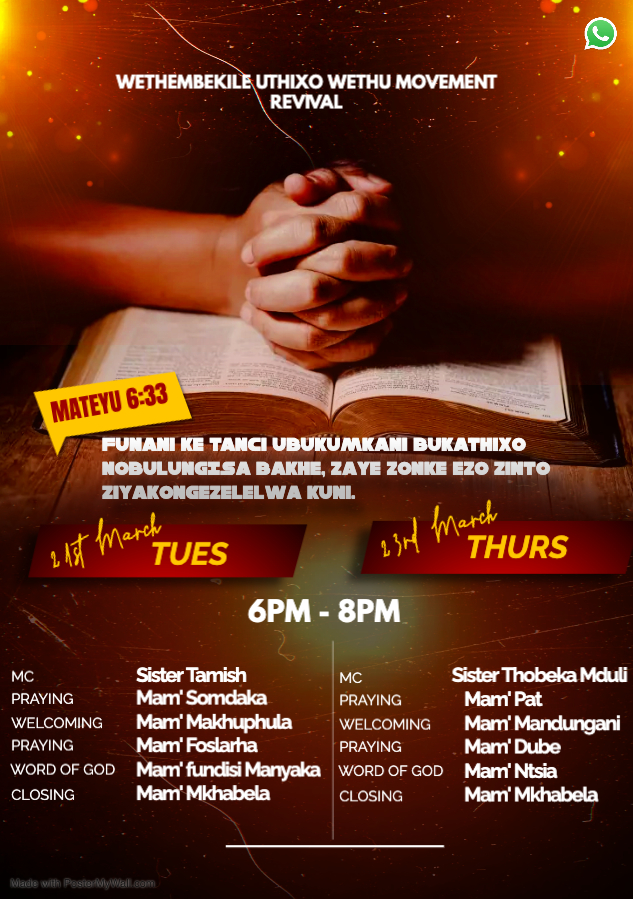 WETHEMBEKILE UTHIXO WETHU MOVEMENT
REVIVAL
MATEYU 6:33
FUNANI KE TANCI UBUKUMKANI BUKATHIXO
NOBULUNGISA BAKHE, ZAYE ZONKE EZO ZINTO
ZIYAKONGEZELELWA KUNI.
21st March
TUES
23rd March
THURS
6PM - 8PM
MC Sister Tamish
PRAYING Mam' Somdaka
WELCOMING Mam' Makhuphula
PRAYING Mam' Foslarha
WORD OF GOD Mam' fundisi Manyaka
CLOSING Mam' Mkhabela
MC Sister Thobeka Mduli
PRAYING Mam' Pat
WELCOMING Mam' Mandungani
PRAYING Mam' Dube
WORD OF GOD Mam' Ntsia
CLOSING Mam' Mkhabela
Made with PosterMyWall.com